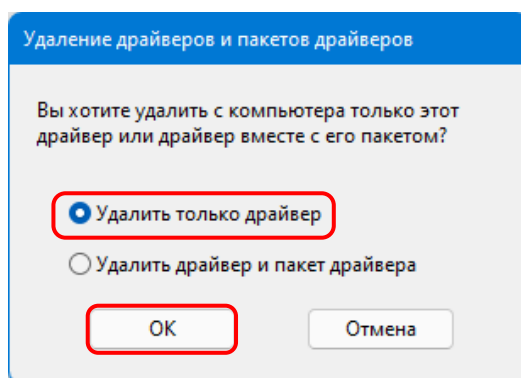 Удаление драйверов и пакетов драйверов
Вы хотите удалить с компьютера только этот
драйвер или драйвер вместе с его пакетом?
Удалить только драйвер
Удалить драйвер и пакет драйвера
ОК
Отмена